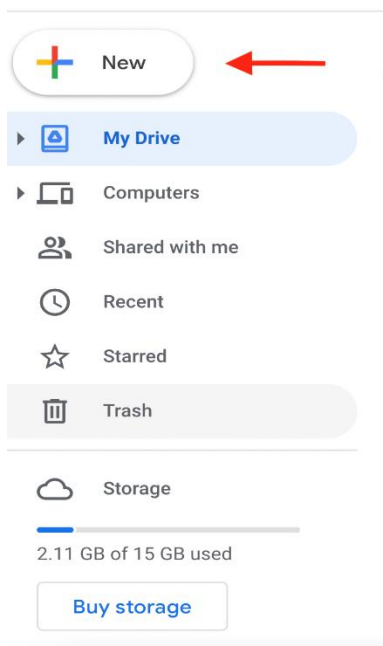 New
My Drive
Computers
Shared with me
Recent
Starred
Trash
Storage
2.11 GB of 15 GB used
Buy storage